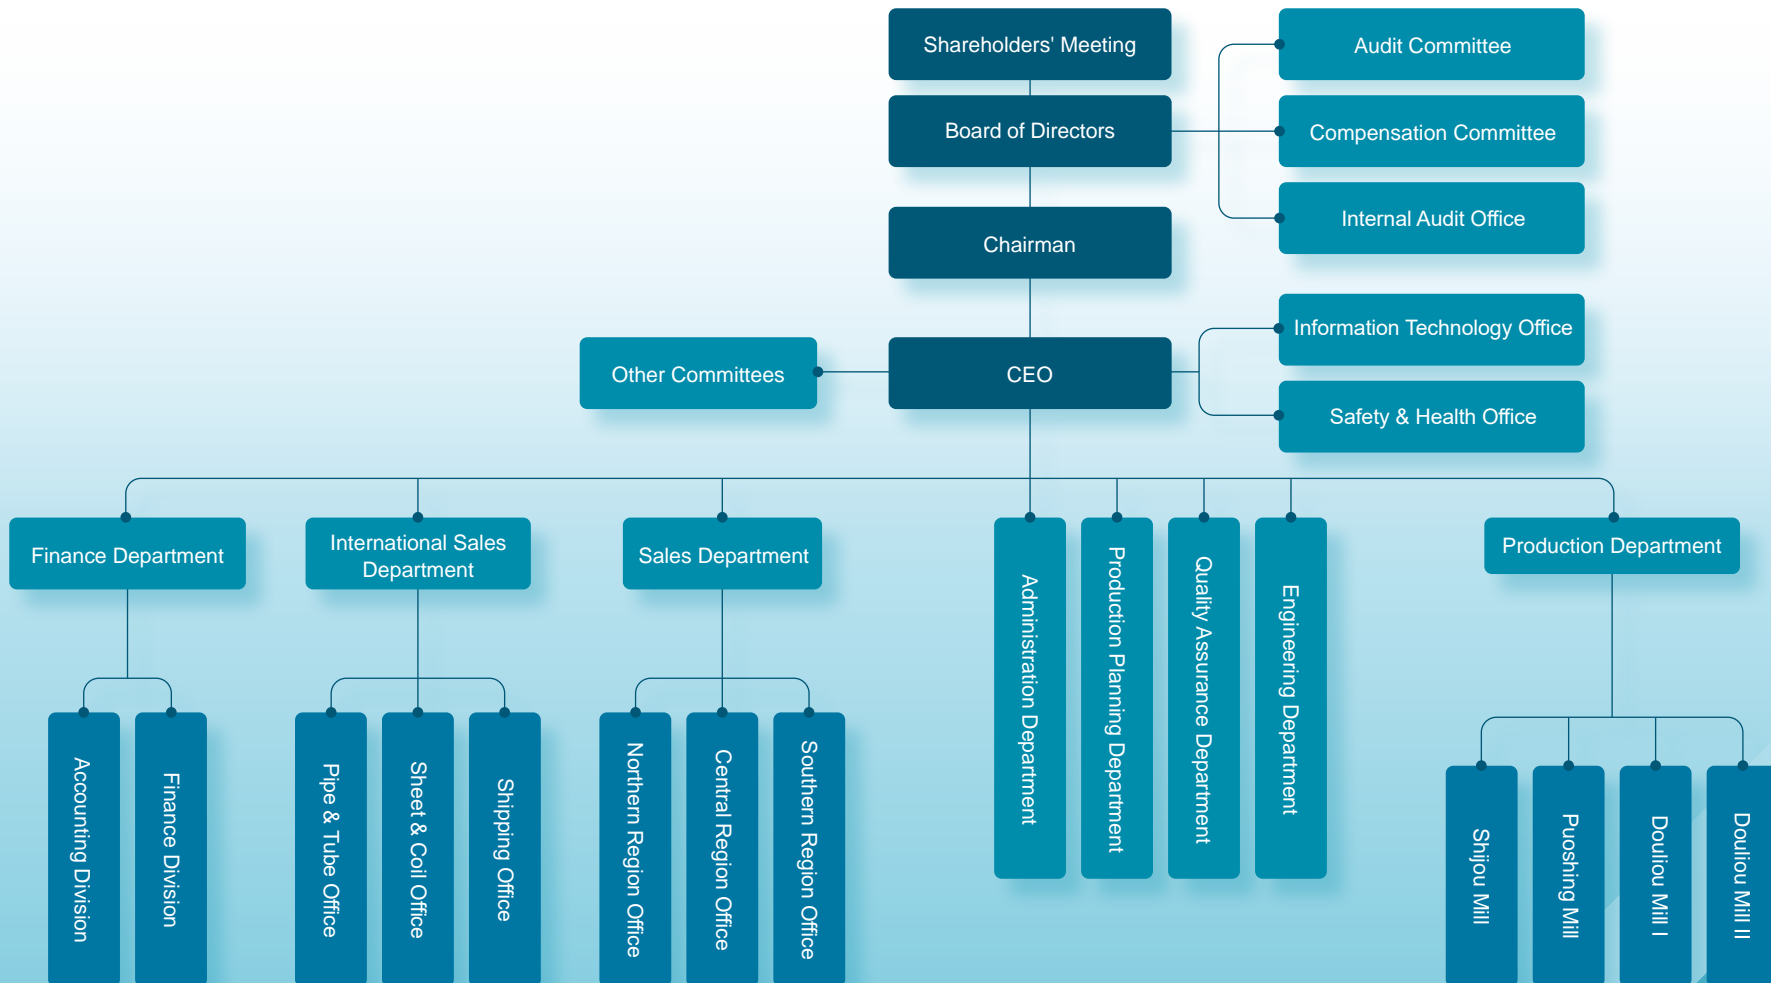 Shareholders' Meeting
Audit Committee
Board of Directors
Compensation Committee
Internal Audit Office
Chairman
Information Technology Office
Other Committees
CEO
Safety & Health Office
Finance Department
International Sales
Department
Sales Department
Administration Department
Production Planning Department
Quality Assurance Department
Engineering Department
Production Department
Accounting Division
Finance Division
Pipe & Tube Office
Sheet & Coil Office
Shipping Office
Northern Region Office
Central Region Office
Southern Region Office
Shijou Mill
Puoshing Mill
Douliou Mill I
Douliou Mill II